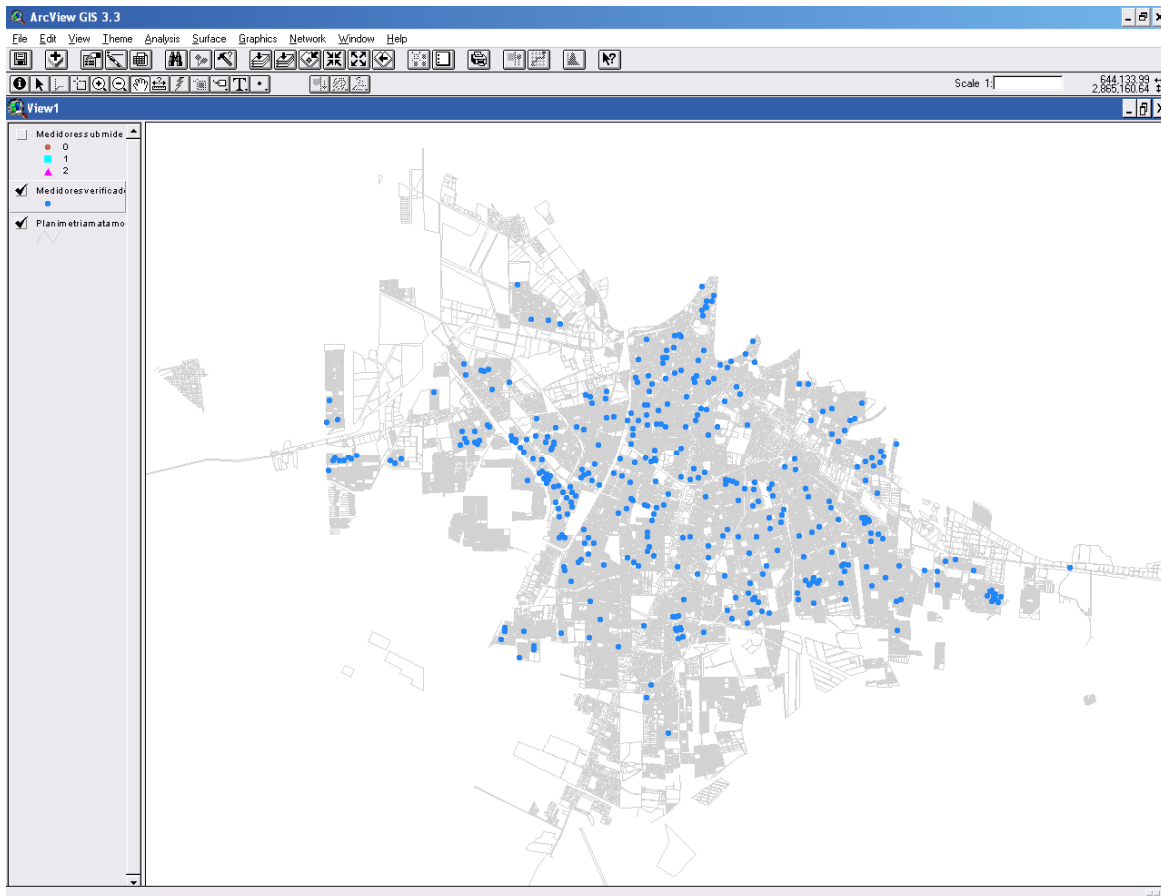 ArcView GIS 3.3
File Edit View Theme Analysis Surface Graphics Network Window Help
Scale 1:
644,133.99
2,865,160.64
View1
Medidoressubmide
0
1
2
Medidoresverificado
Planimetriamatamo